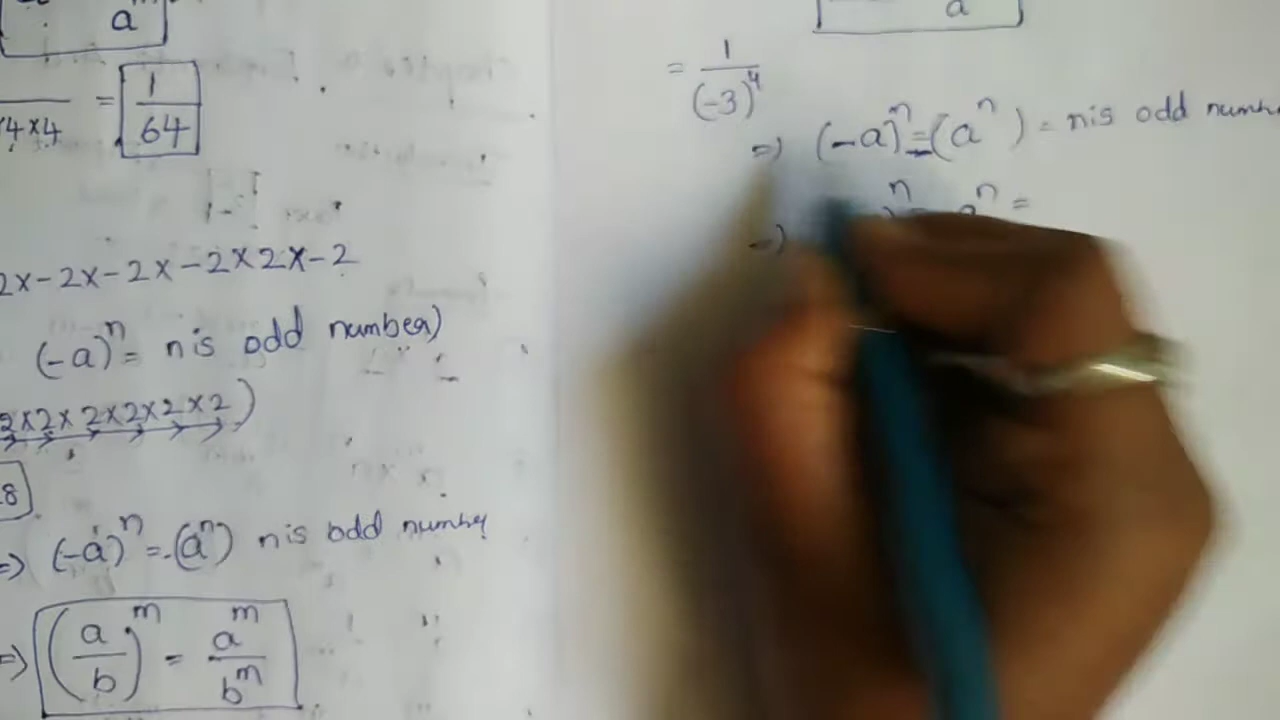 a^m
= 1/64
4×4
2×-2×-2×-2×2×-2
(-a)^n = n is odd number)
2×2×2×2×2×2)
8
=) (-a)^n = -(a^n) n is odd number
=) (a/b)^m = a^m/b^m
a
= 1/(-3)^4
=) (-a)^n = -(a^n) = n is odd
=) n a^n =